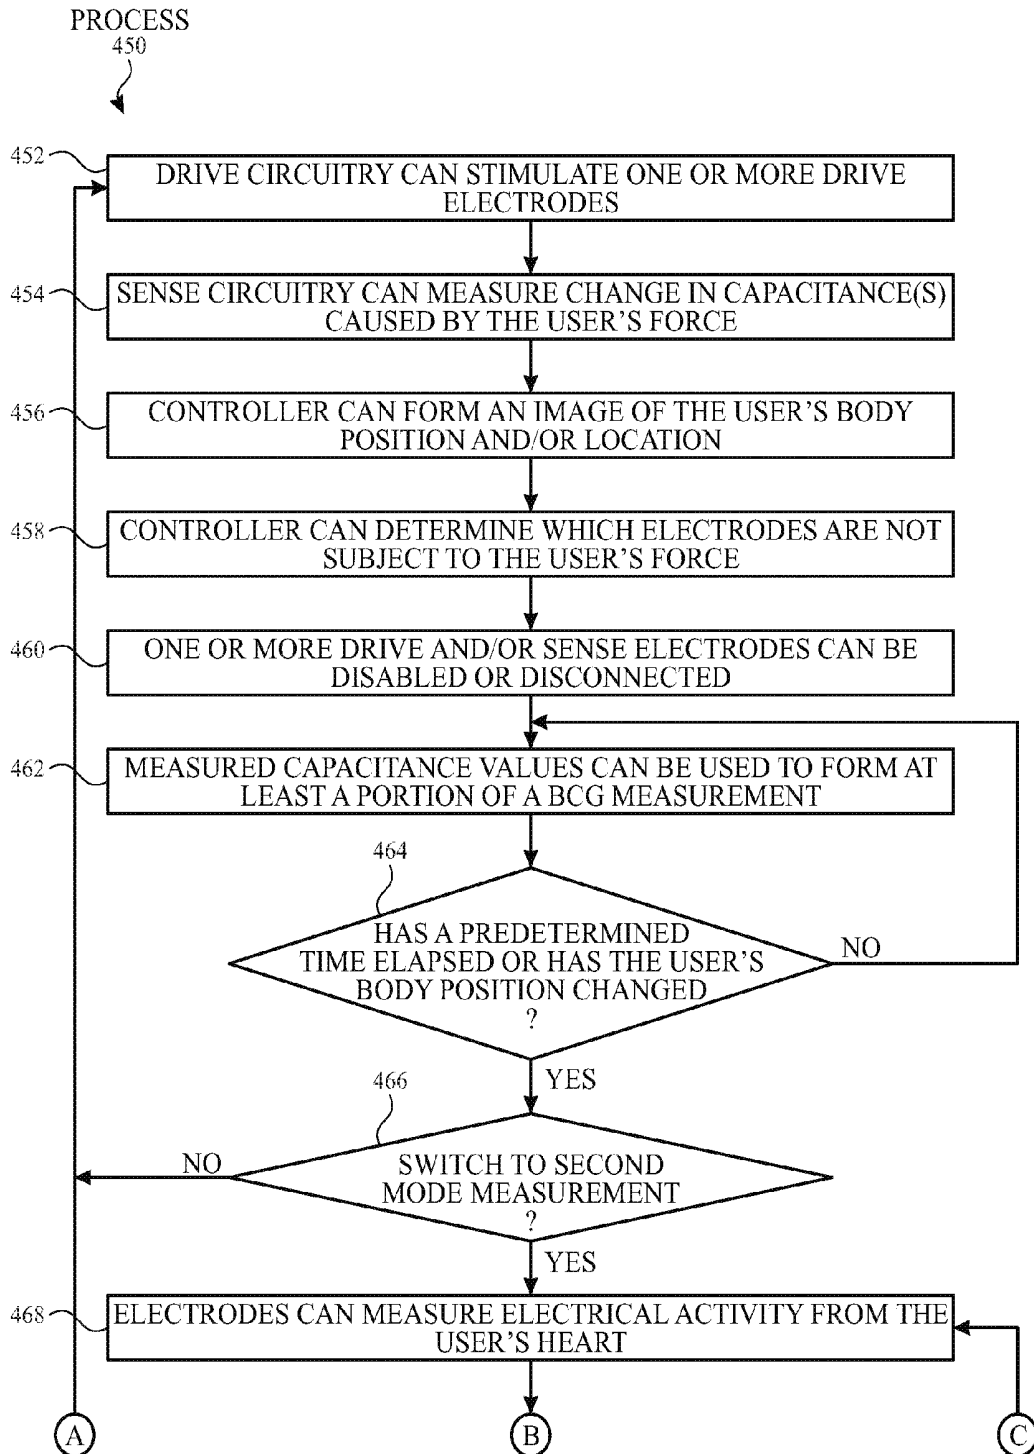 PROCESS
450
452
DRIVE CIRCUITRY CAN STIMULATE ONE OR MORE DRIVE
ELECTRODES
454
SENSE CIRCUITRY CAN MEASURE CHANGE IN CAPACITANCE(S)
CAUSED BY THE USER'S FORCE
456
CONTROLLER CAN FORM AN IMAGE OF THE USER'S BODY
POSITION AND/OR LOCATION
458
CONTROLLER CAN DETERMINE WHICH ELECTRODES ARE NOT
SUBJECT TO THE USER'S FORCE
460
ONE OR MORE DRIVE AND/OR SENSE ELECTRODES CAN BE
DISABLED OR DISCONNECTED
462
MEASURED CAPACITANCE VALUES CAN BE USED TO FORM AT
LEAST A PORTION OF A BCG MEASUREMENT
464
HAS A PREDETERMINED
TIME ELAPSED OR HAS THE USER'S
BODY POSITION CHANGED
?
NO
YES
466
SWITCH TO SECOND
MODE MEASUREMENT
?
NO
YES
468
ELECTRODES CAN MEASURE ELECTRICAL ACTIVITY FROM THE
USER'S HEART
A
B
C